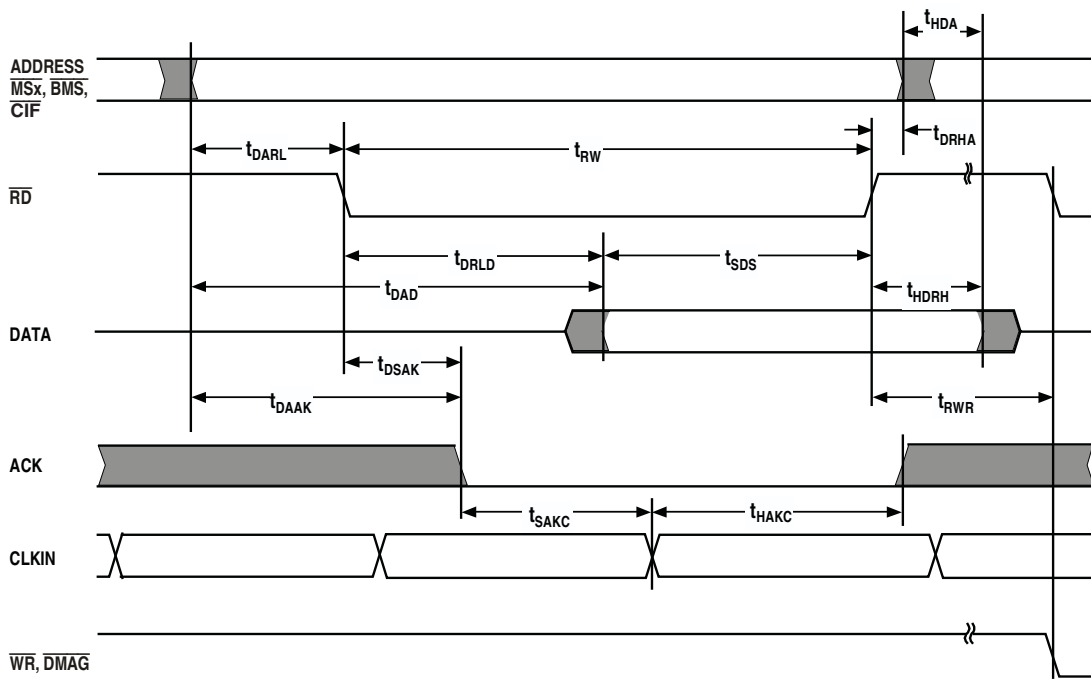 tHDA
ADDRESS
MSx, BMS,
CIF
tDRHA
tDARL
tRW
RD
tDRLD
tSDS
tDAD
tHDRH
DATA
tDSAK
tDAAK
tRWR
ACK
tSAKC
tHAKC
CLKIN
WR, DMAG